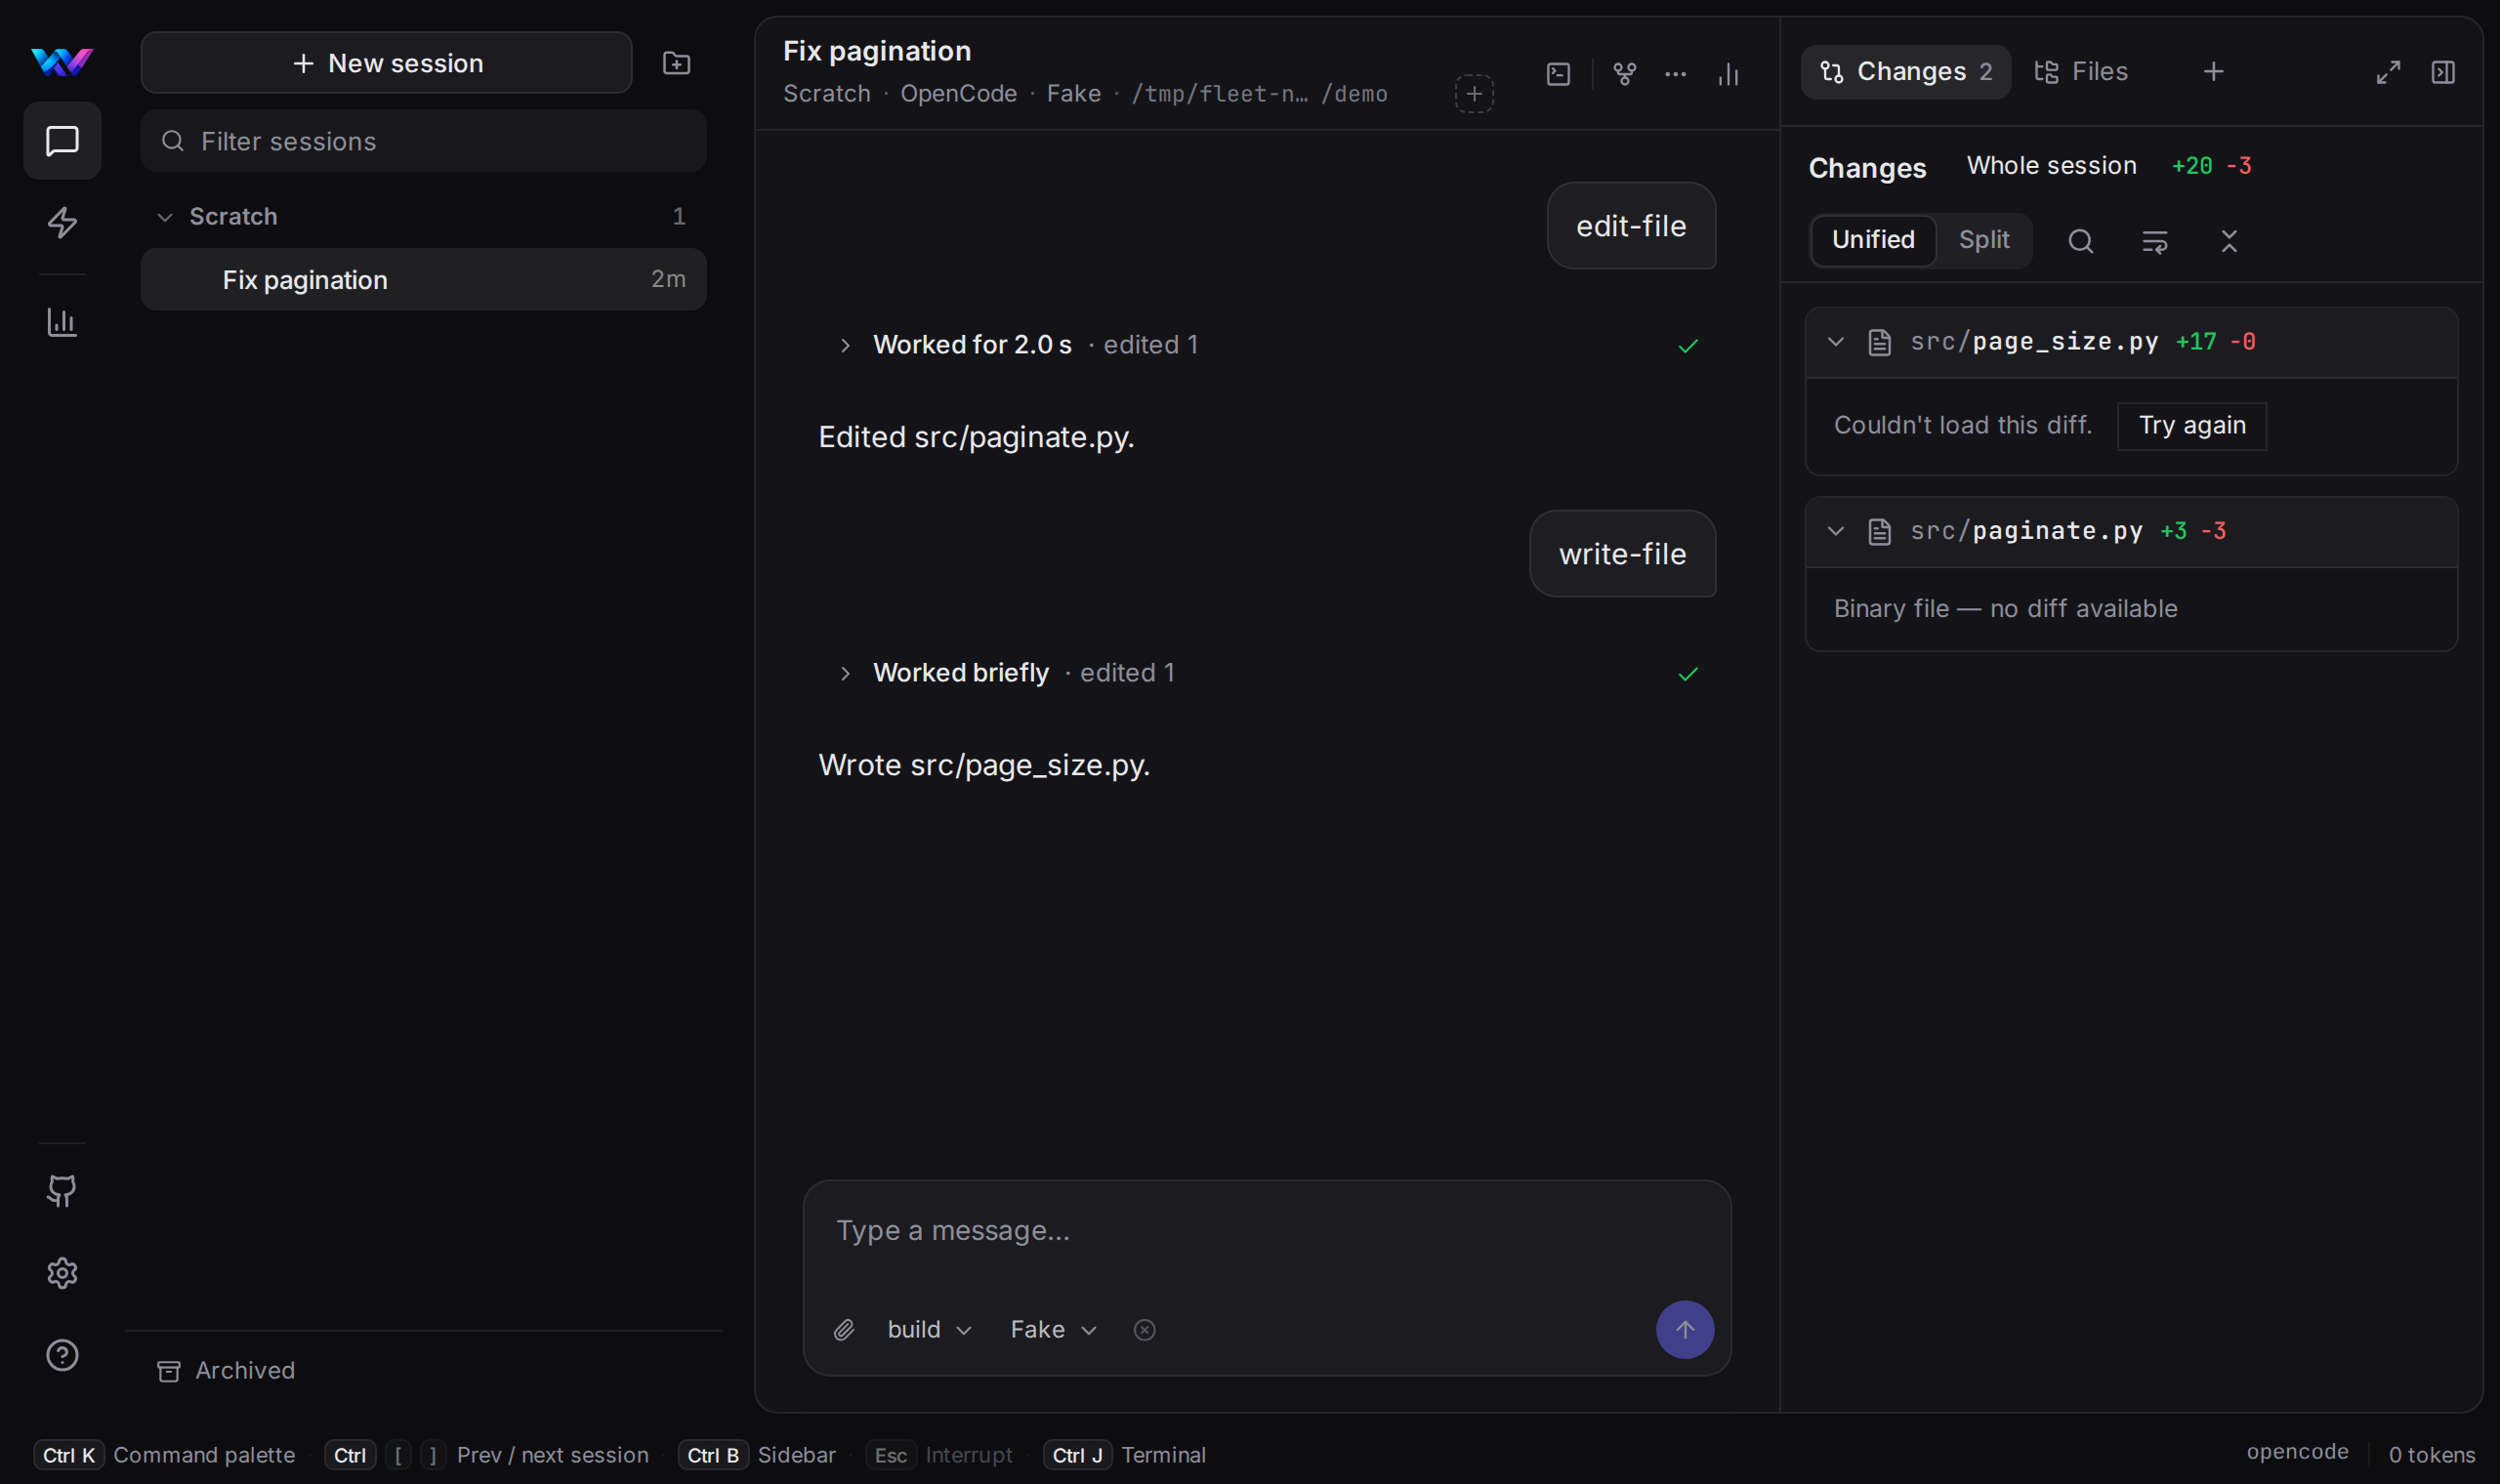 New session
Filter sessions
Scratch 1
Fix pagination 2m
Archived
Fix pagination
Scratch · OpenCode · Fake · /tmp/fleet-n… /demo
edit-file
Worked for 2.0 s · edited 1
Edited src/paginate.py.
write-file
Worked briefly · edited 1
Wrote src/page_size.py.
Type a message...
build Fake
Changes 2 Files
Changes Whole session +20 -3
Unified Split
src/page_size.py +17 -0
Couldn't load this diff. Try again
src/paginate.py +3 -3
Binary file — no diff available
Ctrl K Command palette · Ctrl [ ] Prev / next session · Ctrl B Sidebar · Esc Interrupt · Ctrl J Terminal
opencode 0 tokens